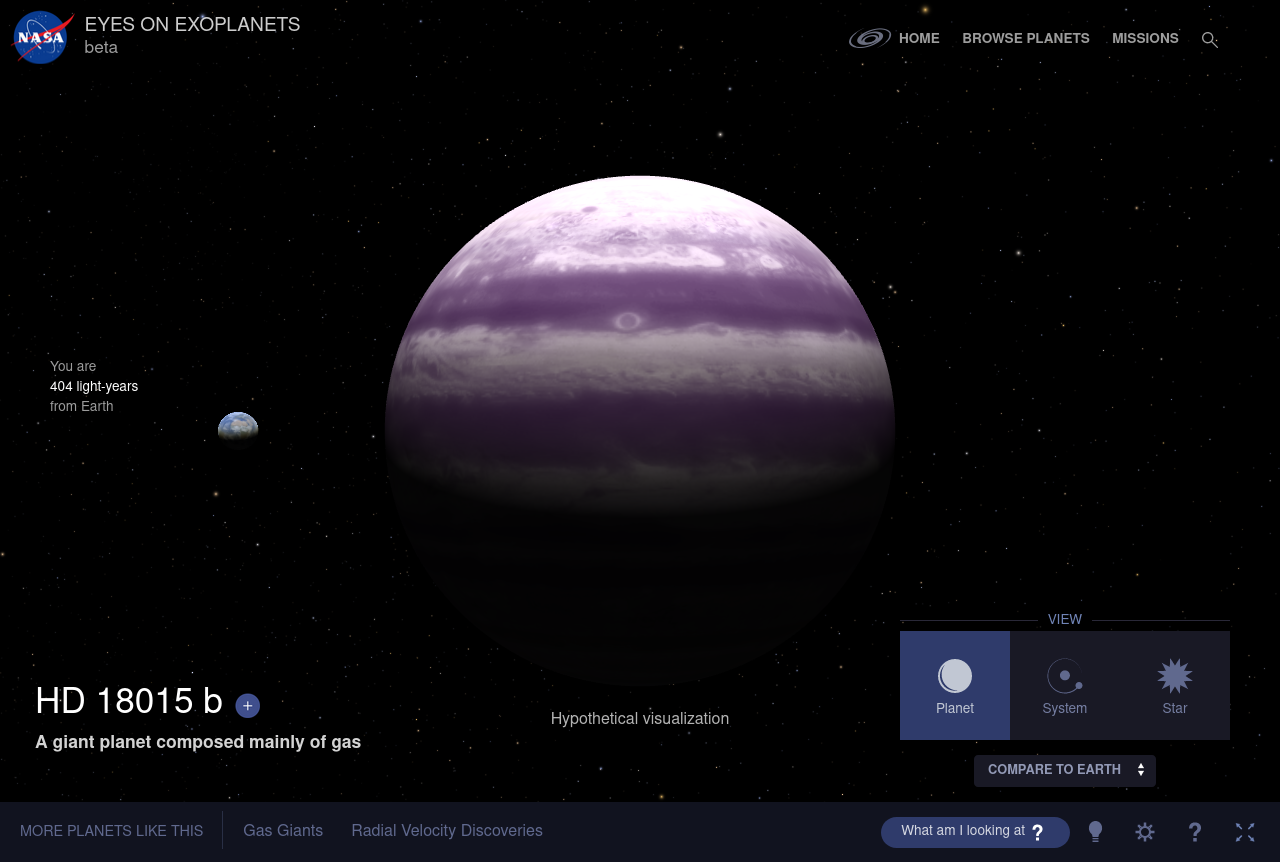 NASA
EYES ON EXOPLANETS
beta
HOME
BROWSE PLANETS
MISSIONS
You are
404 light-years
from Earth
HD 18015 b
A giant planet composed mainly of gas
Hypothetical visualization
VIEW
Planet
System
Star
COMPARE TO EARTH
MORE PLANETS LIKE THIS
Gas Giants
Radial Velocity Discoveries
What am I looking at ?
?